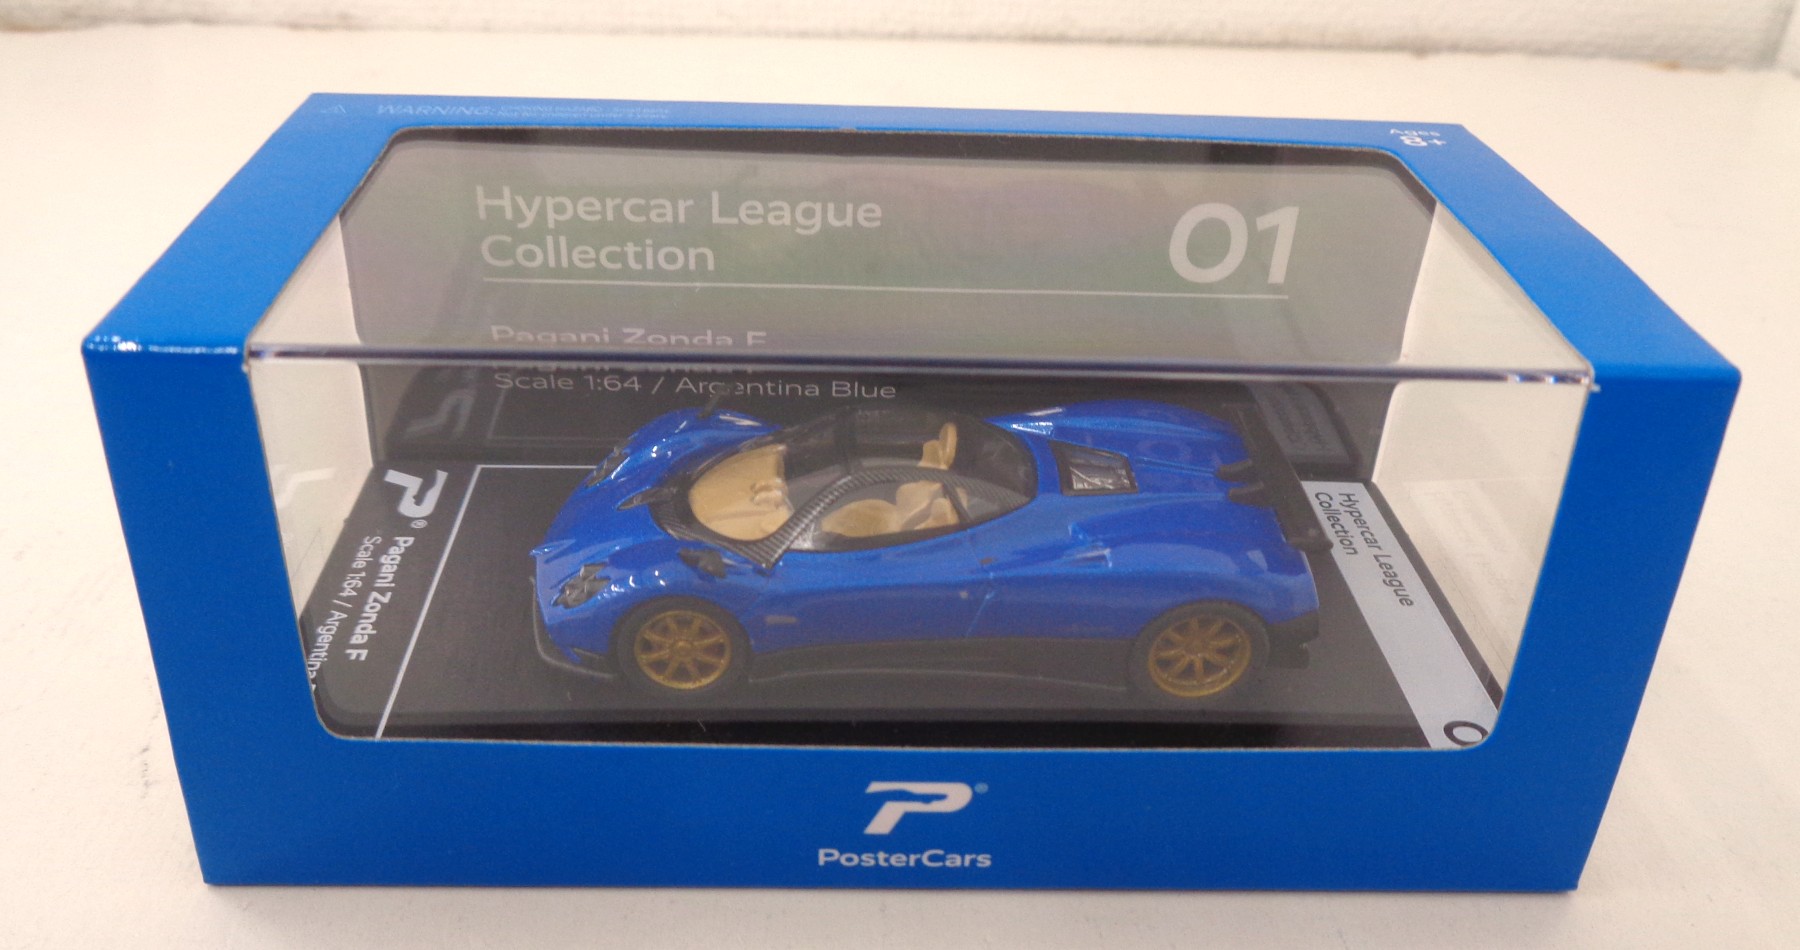 WARNING:
Ages
8+
Hypercar League
Collection
01
Pagani Zonda F
Scale 1:64 / Argentina Blue
P®
Pagani Zonda F
Scale 1:64 / Argentina
Hypercar League
Collection
P®
PosterCars